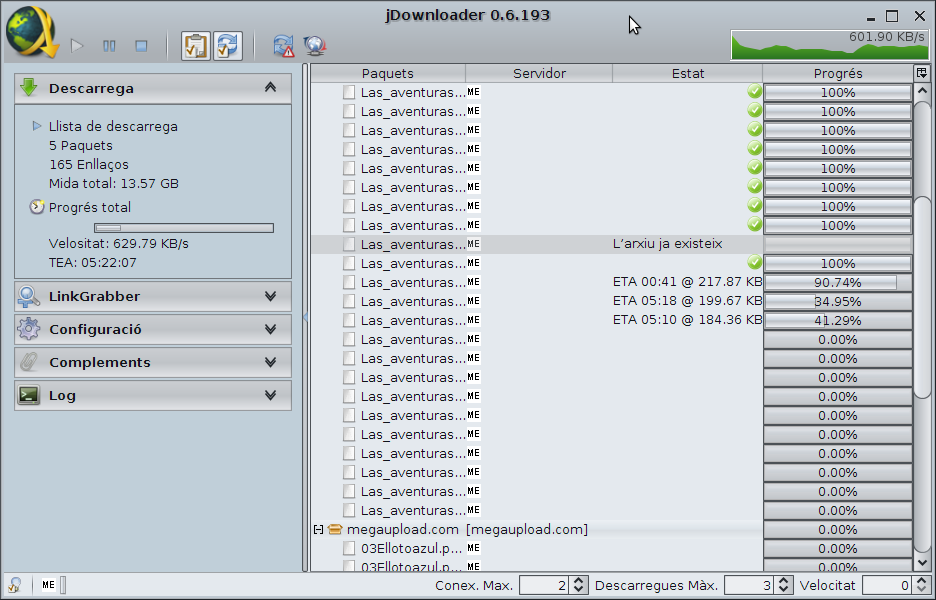 jDownloader 0.6.193
601.90 KB/s
Descarrega
Llista de descarrega
5 Paquets
165 Enllaços
Mida total: 13.57 GB
Progrés total
Velositat: 629.79 KB/s
TEA: 05:22:07
LinkGrabber
Configuració
Complements
Log
Paquets Servidor Estat Progrés
Las_aventuras... ME 100%
Las_aventuras... ME 100%
Las_aventuras... ME 100%
Las_aventuras... ME 100%
Las_aventuras... ME 100%
Las_aventuras... ME 100%
Las_aventuras... ME 100%
Las_aventuras... ME 100%
Las_aventuras... ME L'arxiu ja existeix
Las_aventuras... ME 100%
Las_aventuras... ME ETA 00:41 @ 217.87 KB 90.74%
Las_aventuras... ME ETA 05:18 @ 199.67 KB 34.95%
Las_aventuras... ME ETA 05:10 @ 184.36 KB 41.29%
Las_aventuras... ME 0.00%
Las_aventuras... ME 0.00%
Las_aventuras... ME 0.00%
Las_aventuras... ME 0.00%
Las_aventuras... ME 0.00%
Las_aventuras... ME 0.00%
Las_aventuras... ME 0.00%
Las_aventuras... ME 0.00%
Las_aventuras... ME 0.00%
Las_aventuras... ME 0.00%
megaupload.com [megaupload.com] 0.00%
03Ellotoazul.p... ME 0.00%
03Ellotoazul.p... ME 0.00%
ME Conex. Max. 2 Descarregues Màx. 3 Velocitat 0